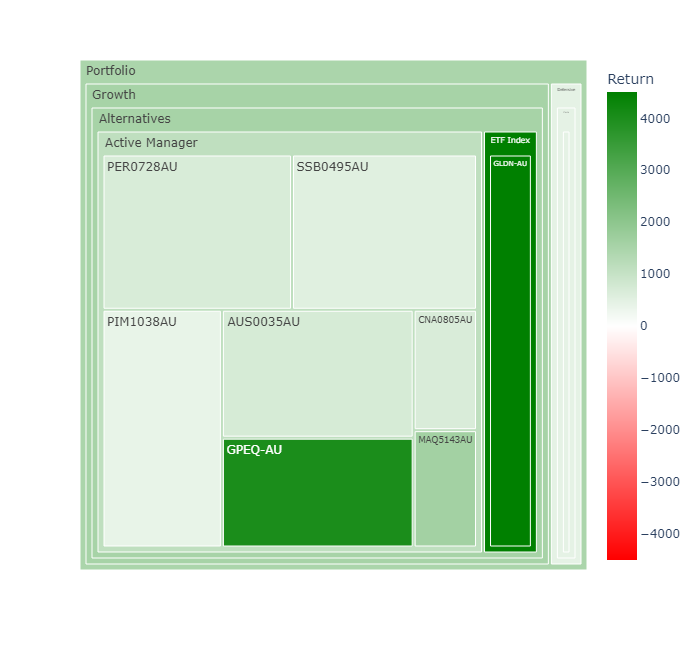 Portfolio
Return
Growth
Defensive
Alternatives
Active Manager
ETF Index
PER0728AU
SSB0495AU
GLDN-AU
PIM1038AU
AUS0035AU
CNA0805AU
GPEQ-AU
MAQ5143AU
4000
3000
2000
1000
0
−1000
−2000
−3000
−4000